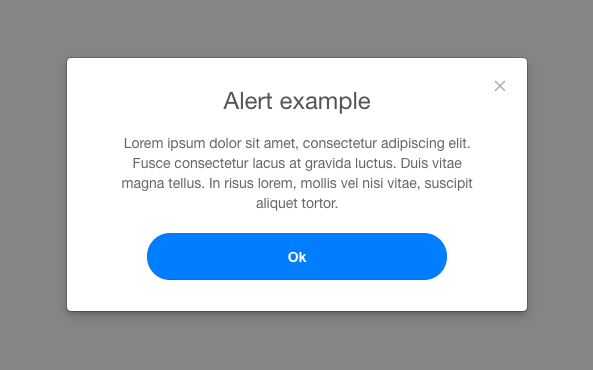 Alert example
Lorem ipsum dolor sit amet, consectetur adipiscing elit.
Fusce consectetur lacus at gravida luctus. Duis vitae
magna tellus. In risus lorem, mollis vel nisi vitae, suscipit
aliquet tortor.
Ok